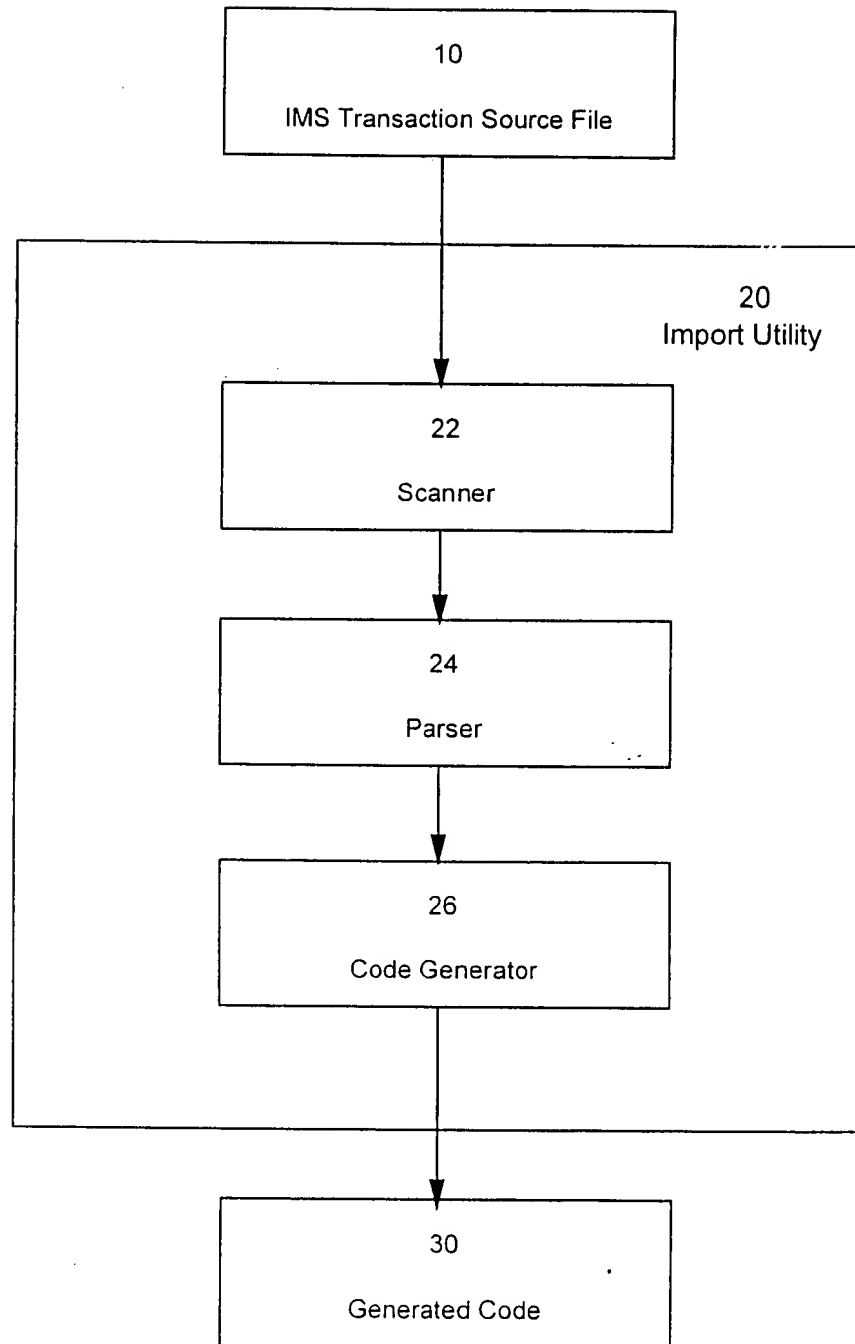 10
IMS Transaction Source File
20
Import Utility
22
Scanner
24
Parser
26
Code Generator
30
Generated Code